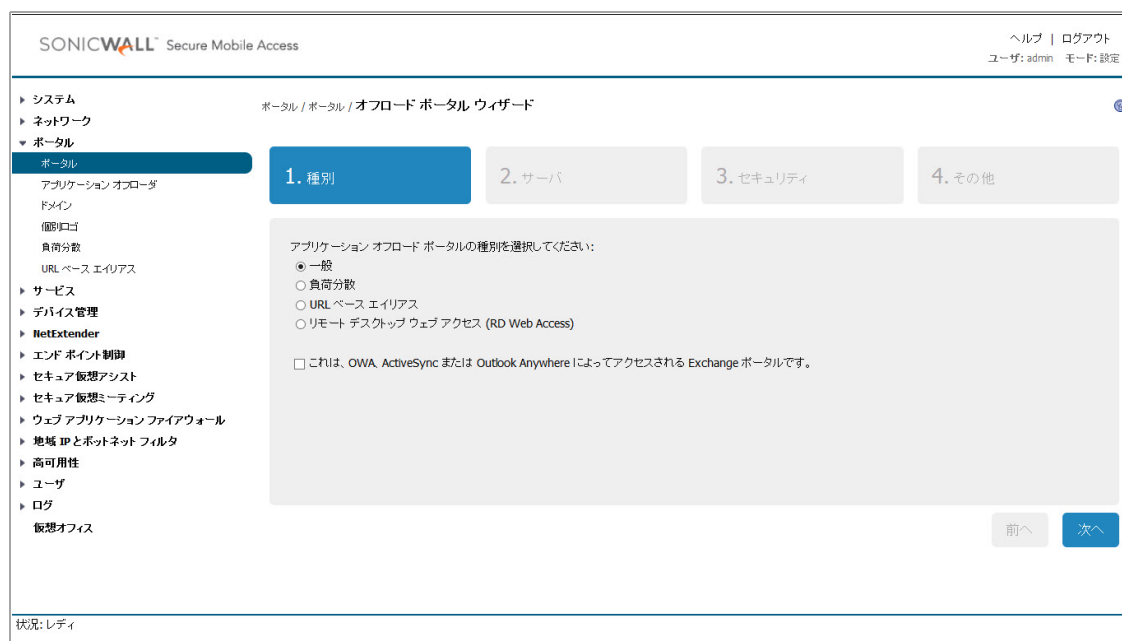 SONICWALL Secure Mobile Access
ヘルプ | ログアウト
ユーザ: admin モード: 設定
システム
ネットワーク
ポータル
ポータル
アプリケーション オフローダ
ドメイン
個別ロゴ
負荷分散
URL ベース エイリアス
サービス
デバイス管理
NetExtender
エンド ポイント制御
セキュア仮想アシスト
セキュア仮想ミーティング
ウェブ アプリケーション ファイアウォール
地域 IP とボットネット フィルタ
高可用性
ユーザ
ログ
仮想オフィス
ポータル / ポータル / オフロード ポータル ウィザード
1. 種別
2. サーバ
3. セキュリティ
4. その他
アプリケーション オフロード ポータルの種別を選択してください:
一般
負荷分散
URL ベース エイリアス
リモート デスクトップ ウェブ アクセス (RD Web Access)
これは、OWA, ActiveSync または Outlook Anywhere によってアクセスされる Exchange ポータルです。
前へ
次へ
状況: レディ